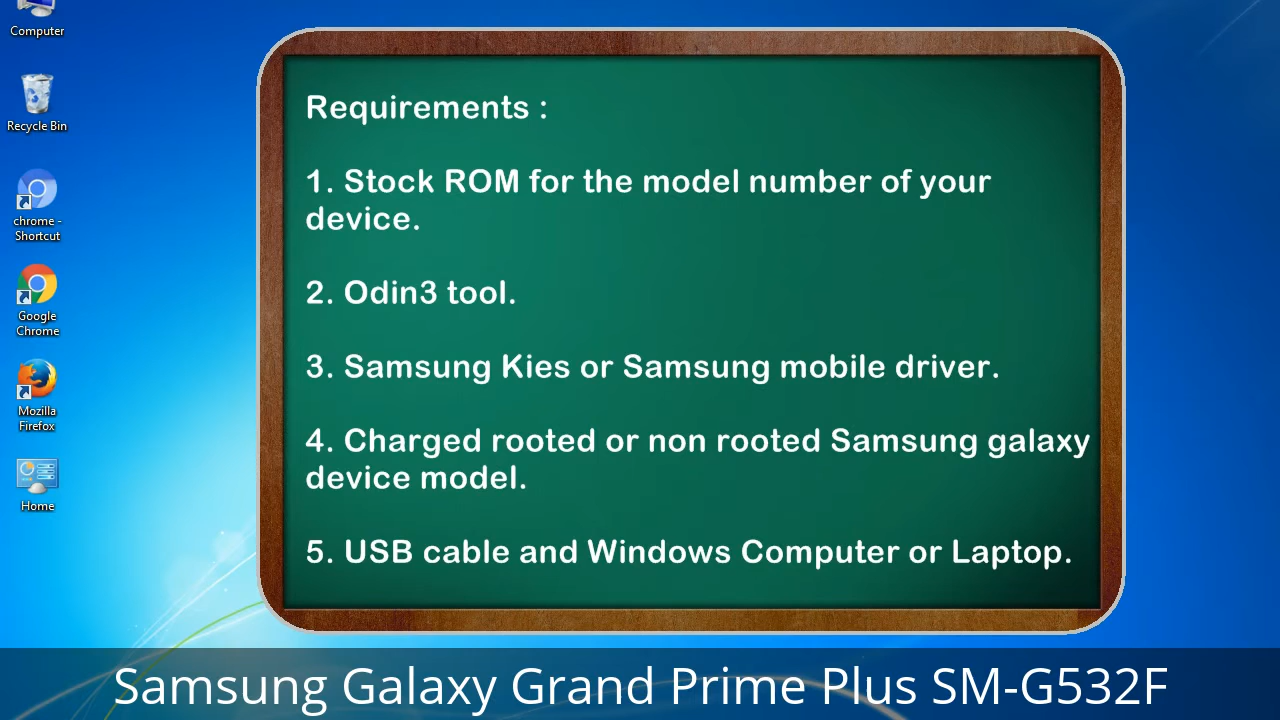 Computer
Recycle Bin
chrome -
Shortcut
Google
Chrome
Mozilla
Firefox
Home
Requirements :
1. Stock ROM for the model number of your
device.
2. Odin3 tool.
3. Samsung Kies or Samsung mobile driver.
4. Charged rooted or non rooted Samsung galaxy
device model.
5. USB cable and Windows Computer or Laptop.
Samsung Galaxy Grand Prime Plus SM-G532F